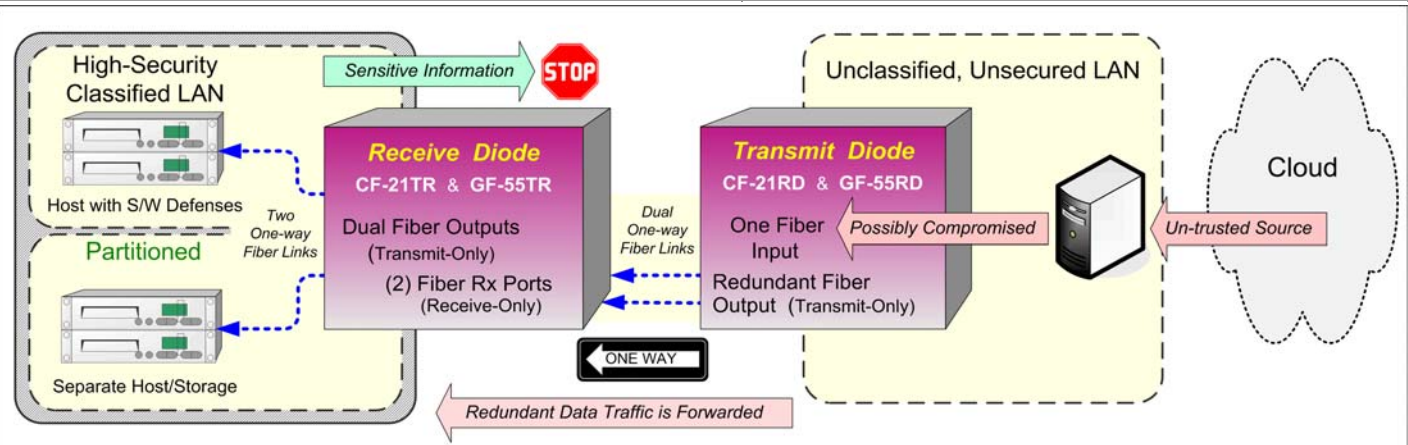 High-Security
Classified LAN
Host with S/W Defenses
Partitioned
Separate Host/Storage
Two
One-way
Fiber Links
Sensitive Information
STOP
Receive Diode
CF-21TR & GF-55TR
Dual Fiber Outputs
(Transmit-Only)
(2) Fiber Rx Ports
(Receive-Only)
Dual
One-way
Fiber Links
ONE WAY
Redundant Data Traffic is Forwarded
Unclassified, Unsecured LAN
Transmit Diode
CF-21RD & GF-55RD
One Fiber
Input
Redundant Fiber
Output (Transmit-Only)
Possibly Compromised
Un-trusted Source
Cloud